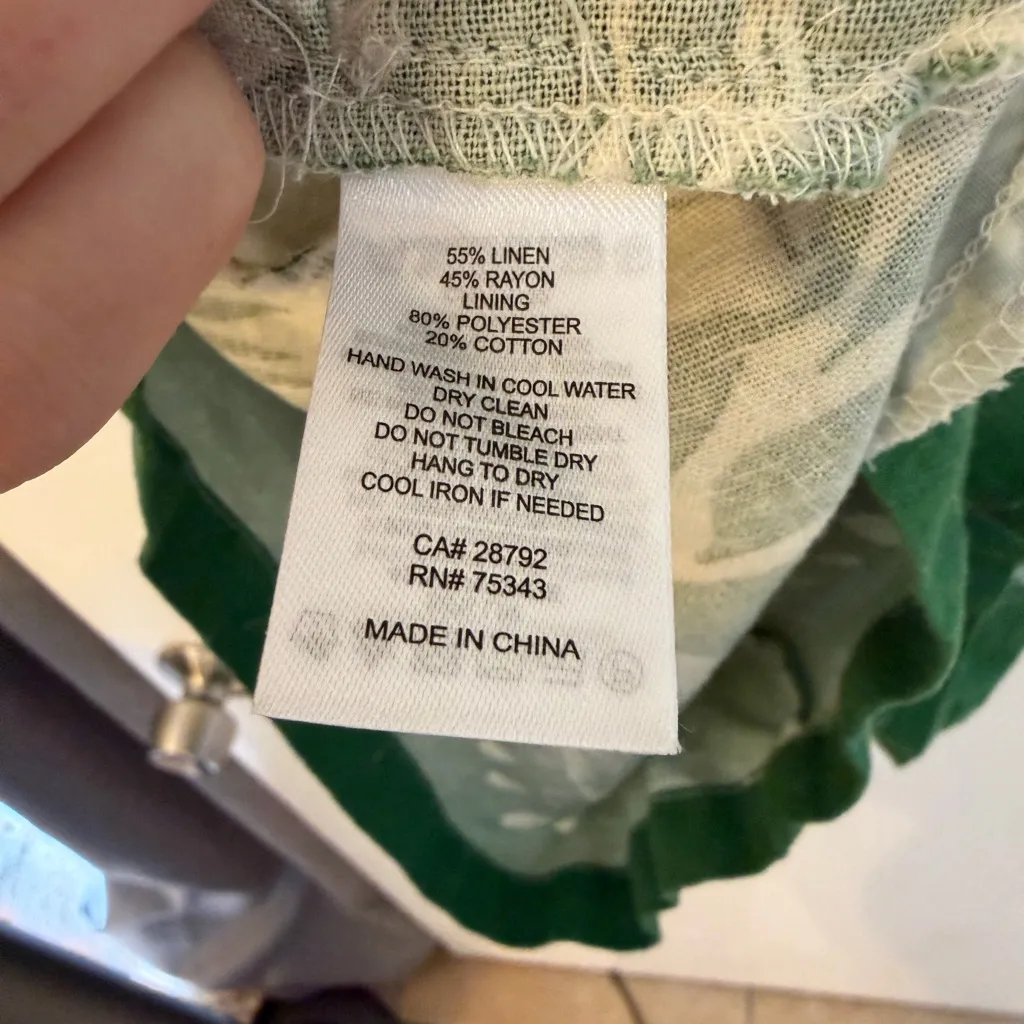 55% LINEN
45% RAYON
LINING
80% POLYESTER
20% COTTON
HAND WASH IN COOL WATER
DRY CLEAN
DO NOT BLEACH
DO NOT TUMBLE DRY
HANG TO DRY
COOL IRON IF NEEDED
CA# 28792
RN# 75343
MADE IN CHINA